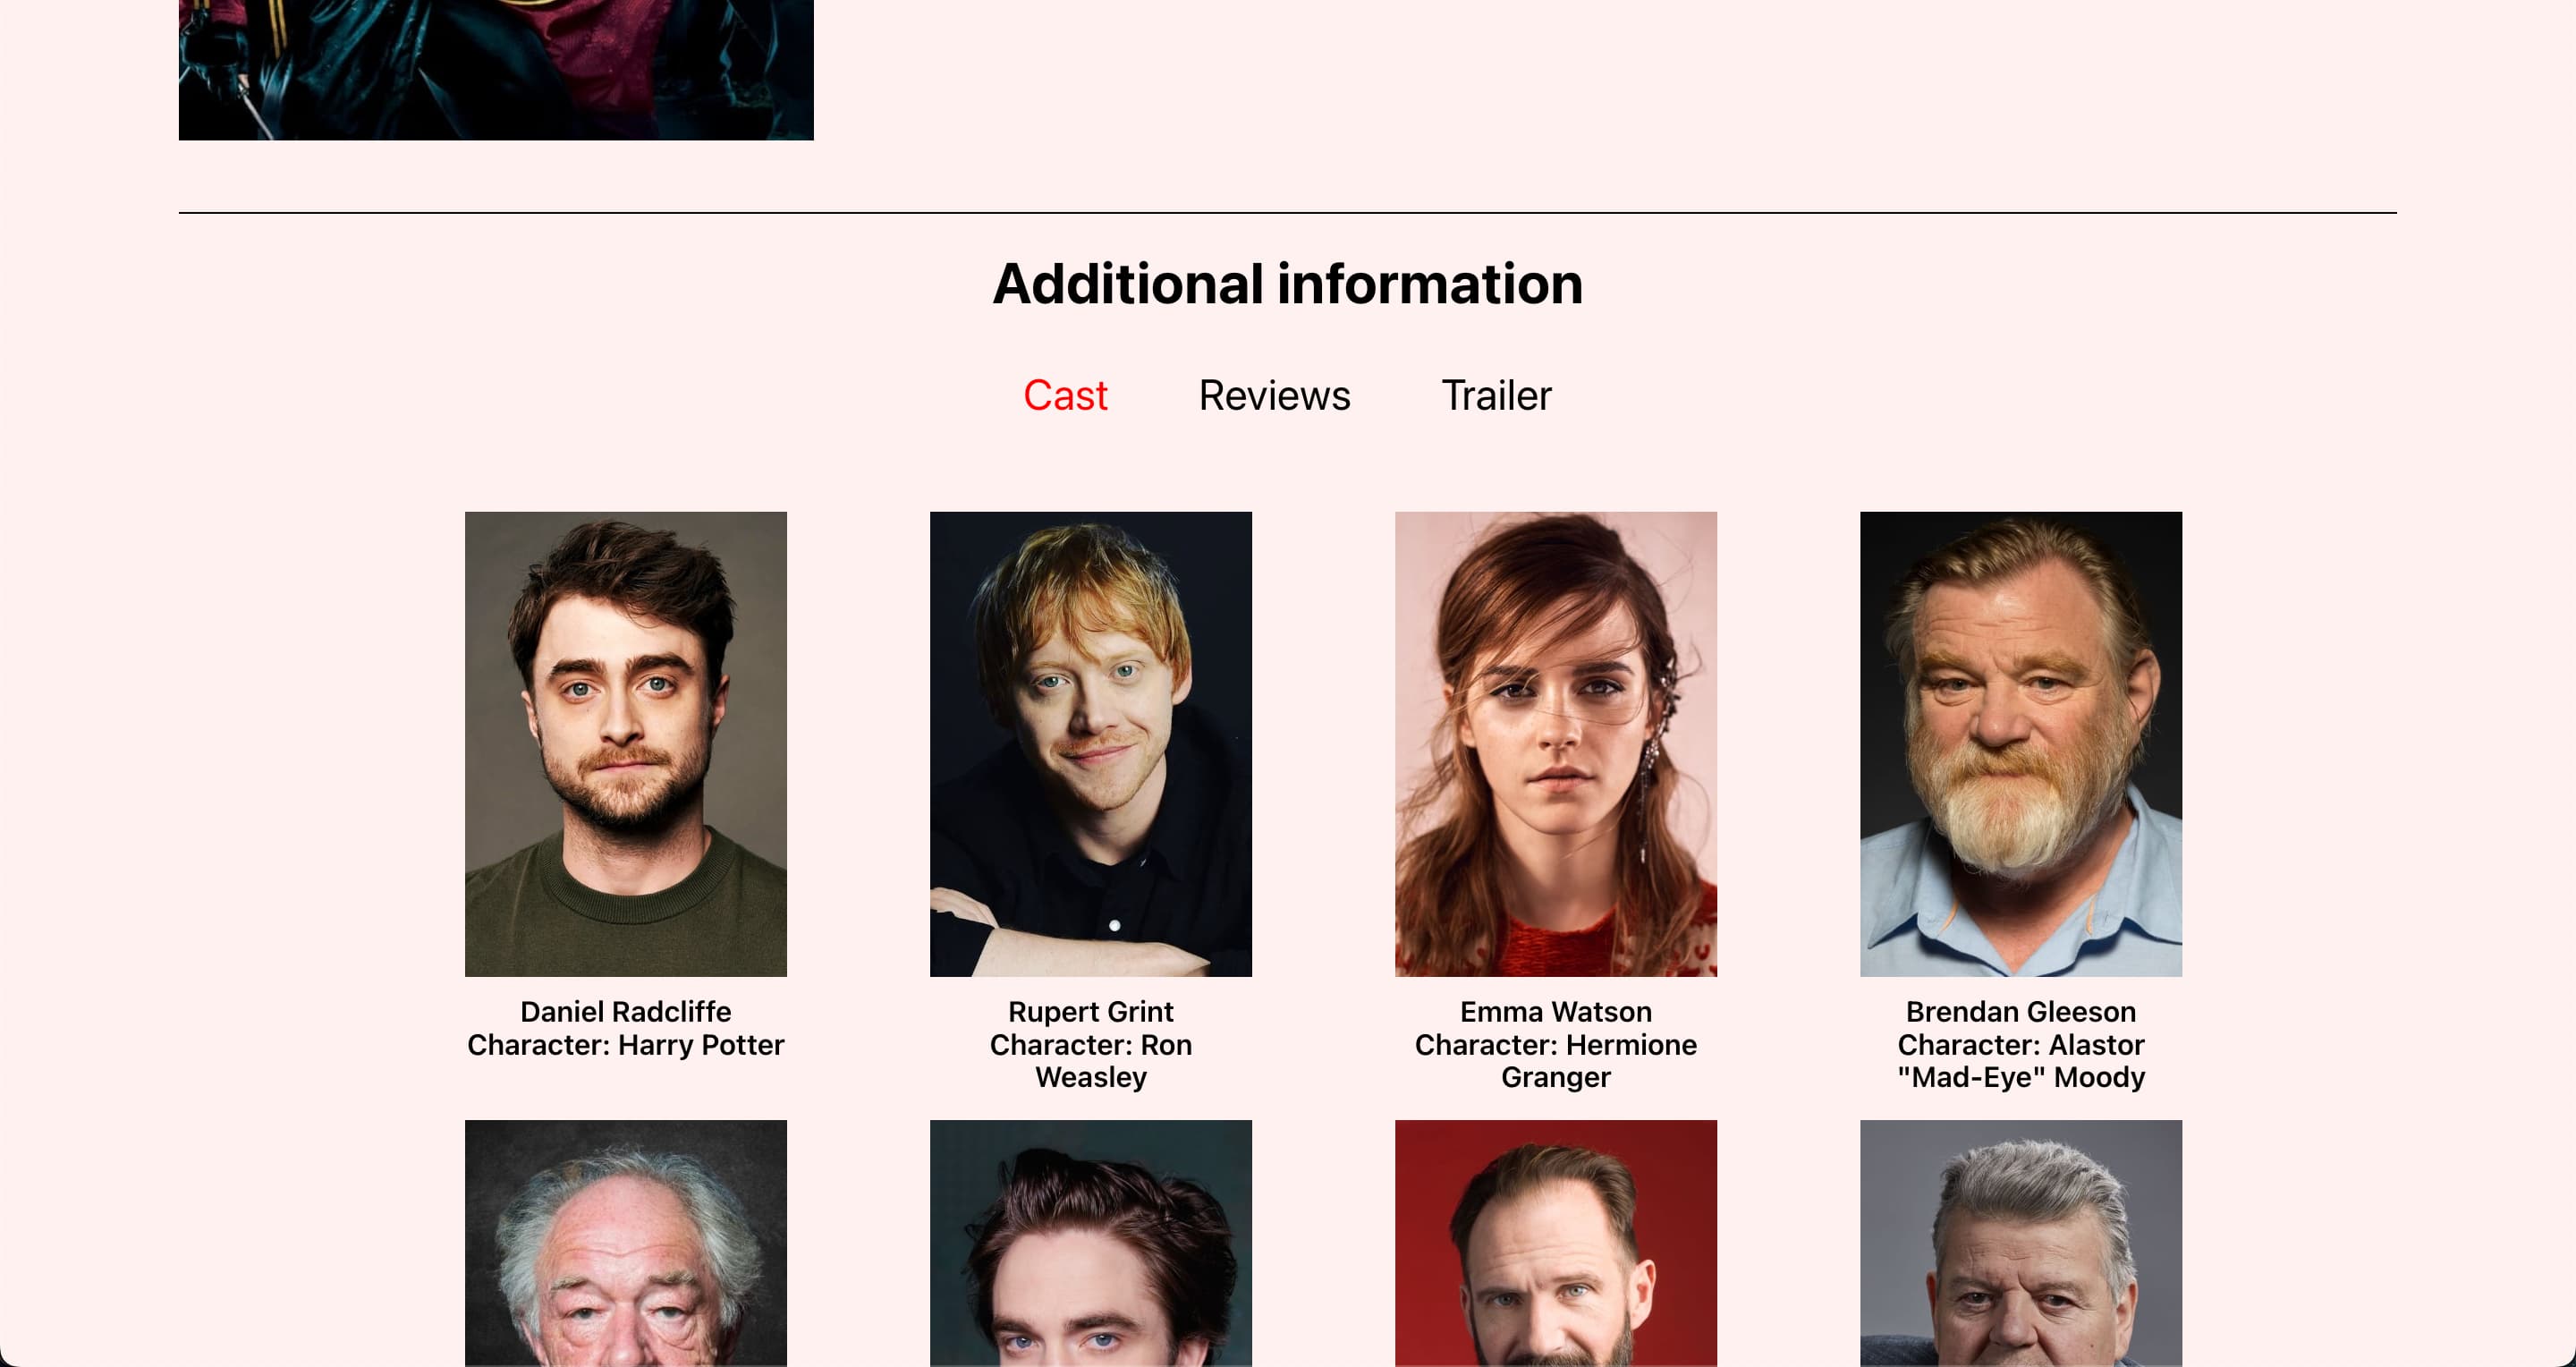 Additional information
Cast Reviews Trailer
Daniel Radcliffe
Character: Harry Potter
Rupert Grint
Character: Ron
Weasley
Emma Watson
Character: Hermione
Granger
Brendan Gleeson
Character: Alastor
"Mad-Eye" Moody